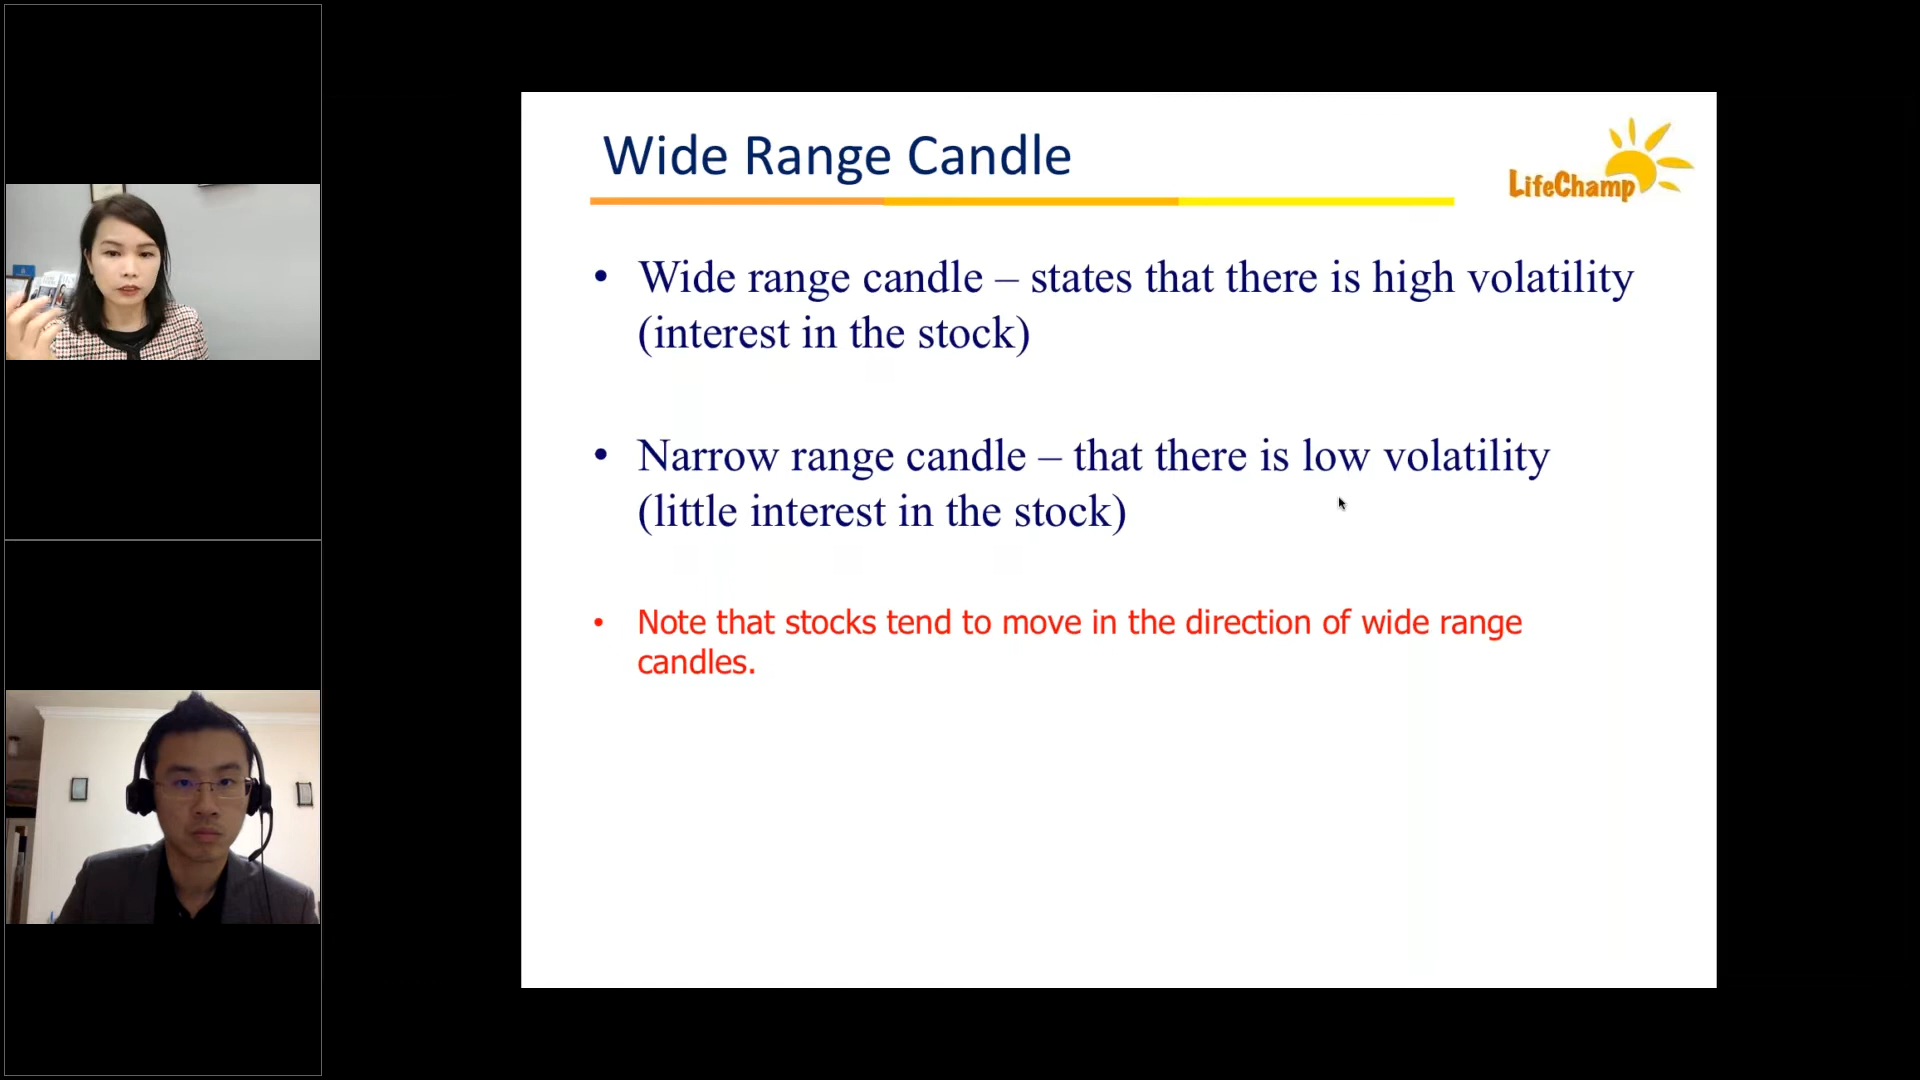 Wide Range Candle
LifeChamp
• Wide range candle – states that there is high volatility
(interest in the stock)
• Narrow range candle – that there is low volatility
(little interest in the stock)
• Note that stocks tend to move in the direction of wide range
candles.